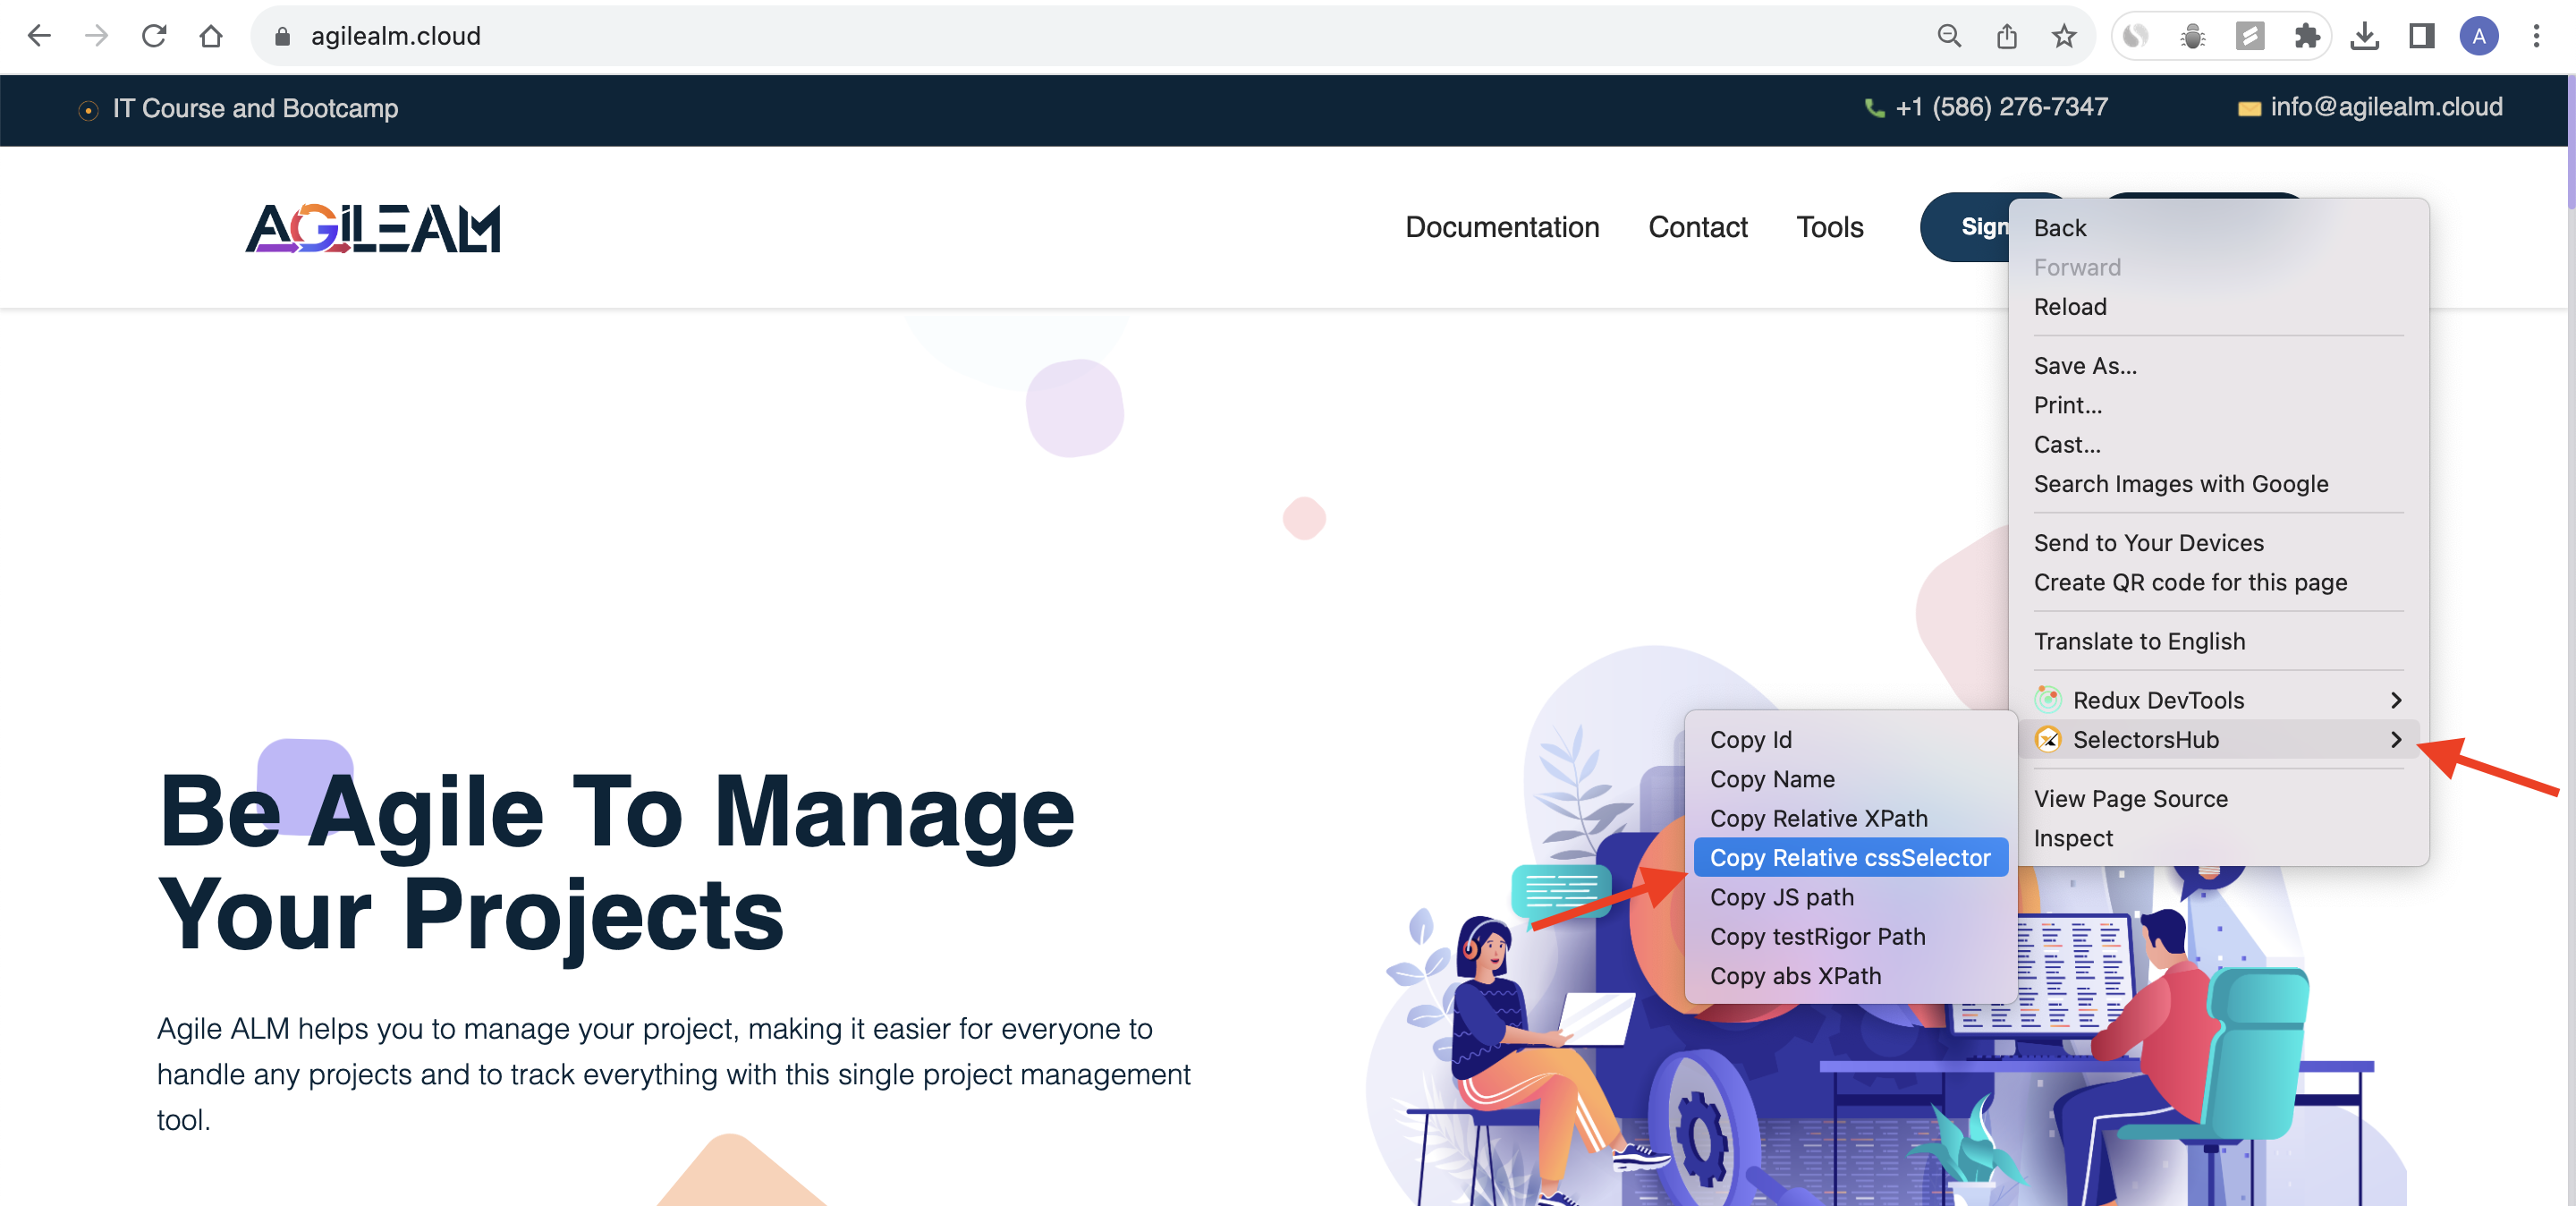 agilealm.cloud
A
IT Course and Bootcamp
+1 (586) 276-7347
info@agilealm.cloud
AGILEALM
Documentation
Contact
Tools
Sign
Back
Forward
Reload
Save As...
Print...
Cast...
Search Images with Google
Send to Your Devices
Create QR code for this page
Translate to English
Redux DevTools
SelectorsHub
View Page Source
Inspect
Copy Id
Copy Name
Copy Relative XPath
Copy Relative cssSelector
Copy JS path
Copy testRigor Path
Copy abs XPath
Be Agile To Manage
Your Projects
Agile ALM helps you to manage your project, making it easier for everyone to
handle any projects and to track everything with this single project management
tool.